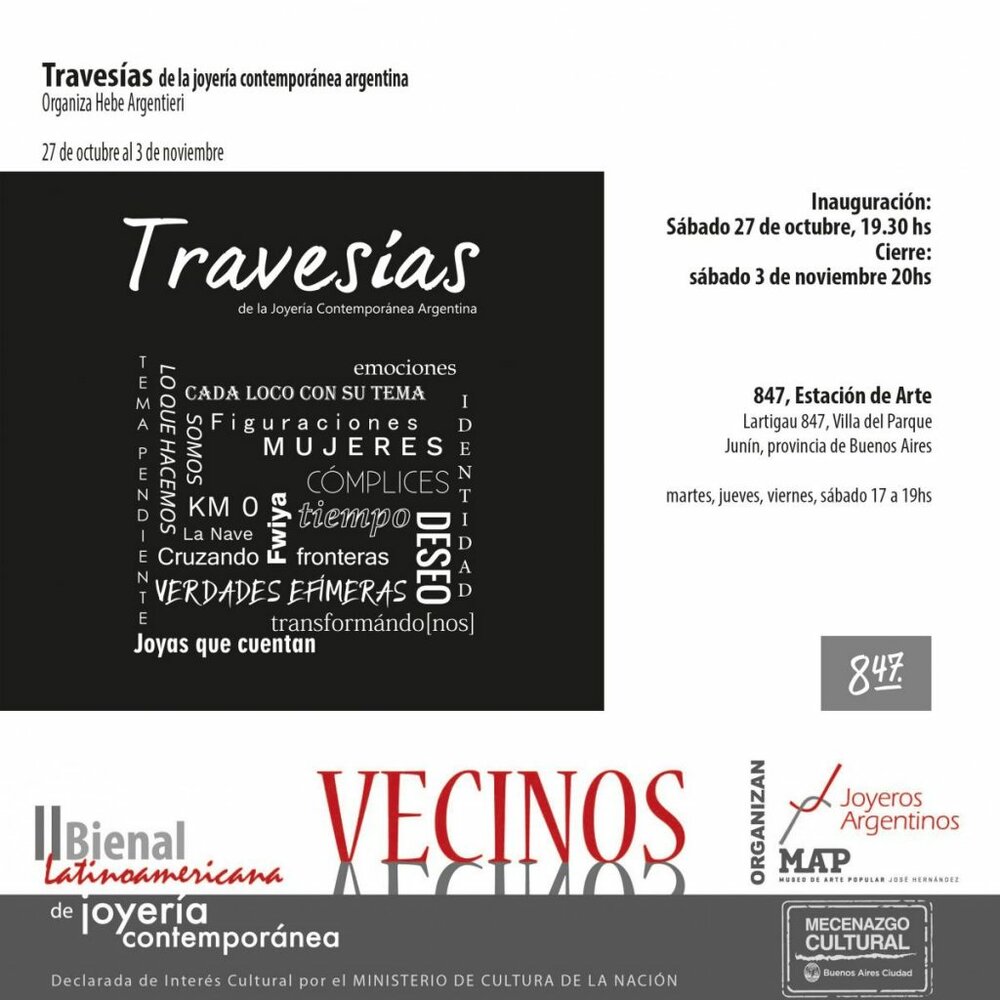 Travesías de la joyería contemporánea argentina
Organiza Hebe Argentieri
27 de octubre al 3 de noviembre
Travesías
de la Joyería Contemporánea Argentina
TEMA PENDIENTE
LO QUE HACEMOS
SOMOS
emociones
CADA LOCO CON SU TEMA
Figuraciones
MUJERES
CÓMPLICES
IDENTIDAD
KM 0
La Nave
Fwiya
tiempo
DESEO
Cruzando fronteras
VERDADES EFÍMERAS
transformándo[nos]
Joyas que cuentan
Inauguración:
Sábado 27 de octubre, 19.30 hs
Cierre:
sábado 3 de noviembre 20hs
847, Estación de Arte
Lartigau 847, Villa del Parque
Junín, provincia de Buenos Aires
martes, jueves, viernes, sábado 17 a 19hs
847.
II Bienal
Latinoamericana
de joyería
contemporánea
VECINOS
ORGANIZAN
Joyeros
Argentinos
MAP
MUSEO DE ARTE POPULAR JOSÉ HERNÁNDEZ
MECENAZGO
CULTURAL
Buenos Aires Ciudad
Declarada de Interés Cultural por el MINISTERIO DE CULTURA DE LA NACIÓN